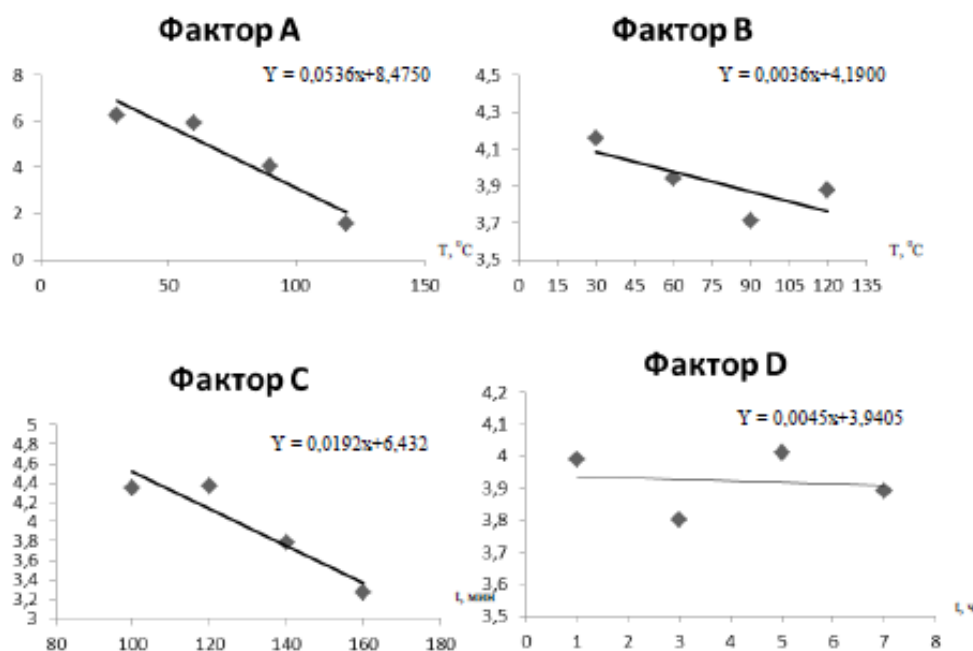 Фактор A
Y = 0,0536x+8,4750
8
6
4
2
0
0 50 100 150
T, ⁰C
Фактор B
Y = 0,0036x+4,1900
4,5
4,3
4,1
3,9
3,7
3,5
0 15 30 45 60 75 90 105 120 135
T, ⁰C
Фактор C
Y = 0,0192x+6,432
5
4,8
4,6
4,4
4,2
4
3,8
3,6
3,4
3,2
3
80 100 120 140 160 180
t, мин
Фактор D
Y = 0,0045x+3,9405
4,2
4,1
4
3,9
3,8
3,7
3,6
3,5
0 1 2 3 4 5 6 7 8
t, ч